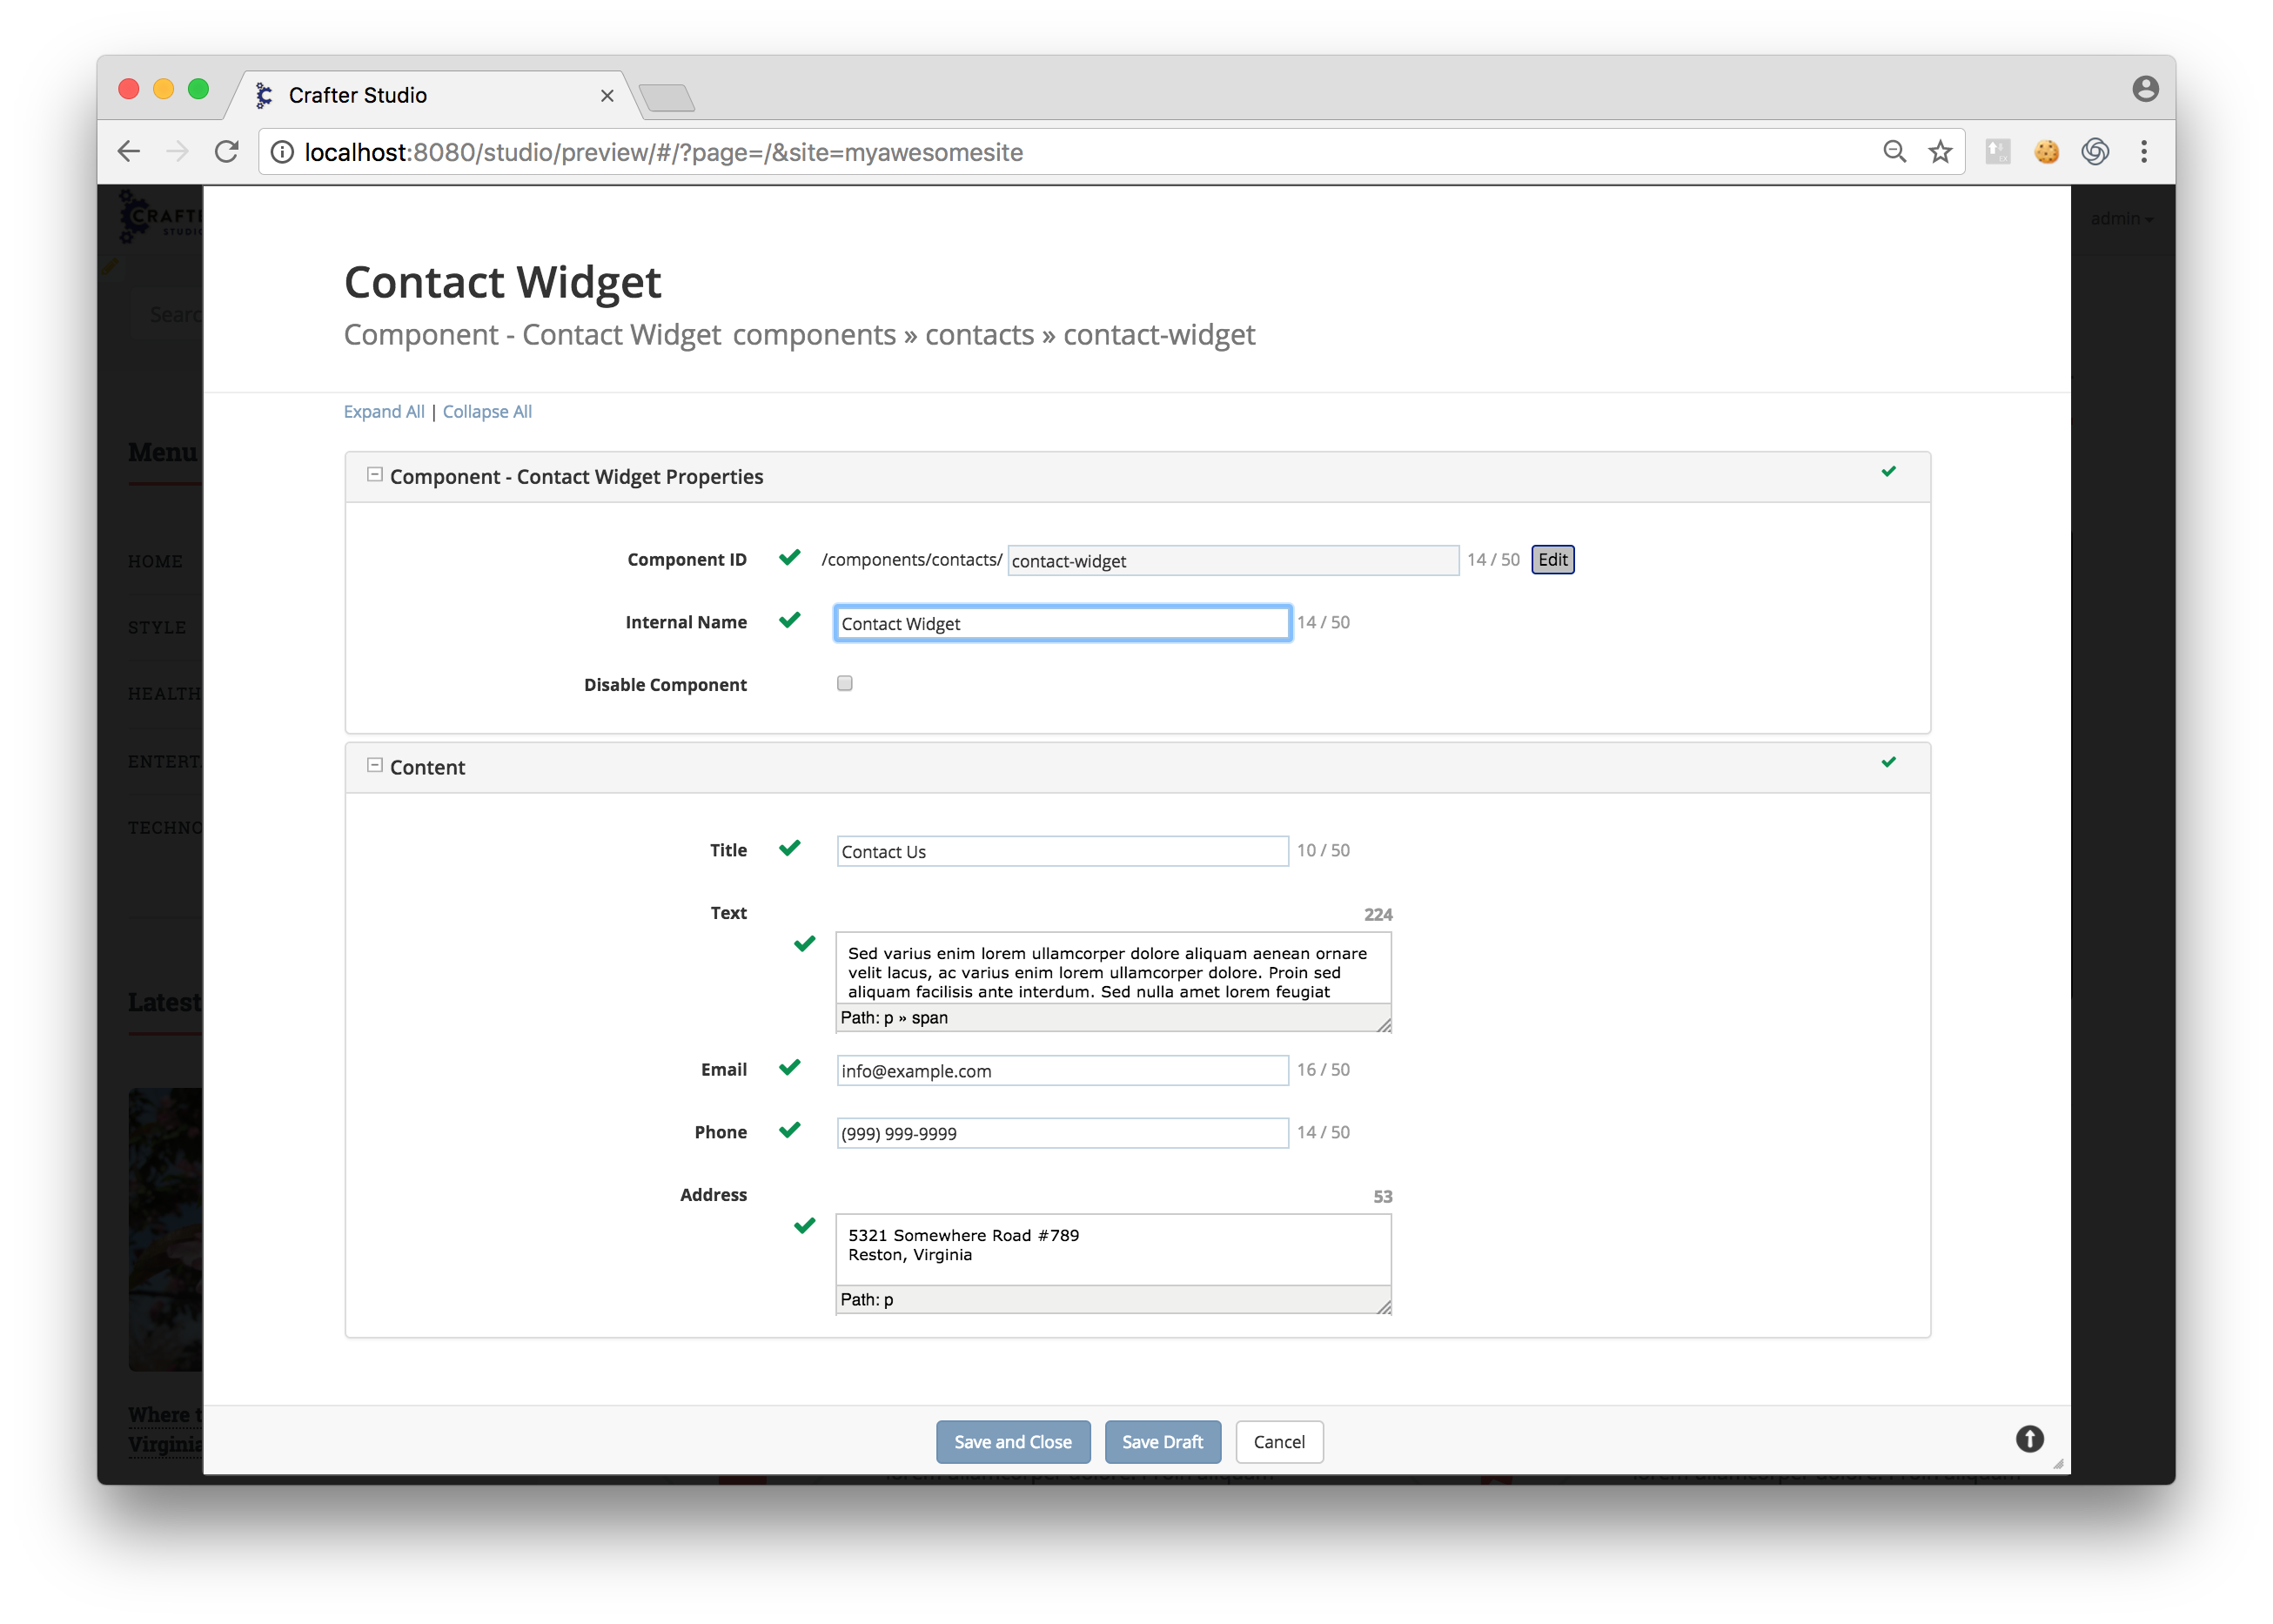 Crafter Studio
localhost:8080/studio/preview/#/?page=/&site=myawesomesite
CRAFTE
STUDIO
admin
Searc
Contact Widget
Component - Contact Widget components » contacts » contact-widget
Expand All | Collapse All
Menu
HOME
STYLE
HEALTH
ENTERT
TECHNO
Latest
Where t
Virginia
Component - Contact Widget Properties
Component ID /components/contacts/ contact-widget 14 / 50 Edit
Internal Name Contact Widget 14 / 50
Disable Component
Content
Title Contact Us 10 / 50
Text 224
Sed varius enim lorem ullamcorper dolore aliquam aenean ornare
velit lacus, ac varius enim lorem ullamcorper dolore. Proin sed
aliquam facilisis ante interdum. Sed nulla amet lorem feugiat
Path: p » span
Email info@example.com 16 / 50
Phone (999) 999-9999 14 / 50
Address 53
5321 Somewhere Road #789
Reston, Virginia
Path: p
Save and Close Save Draft Cancel